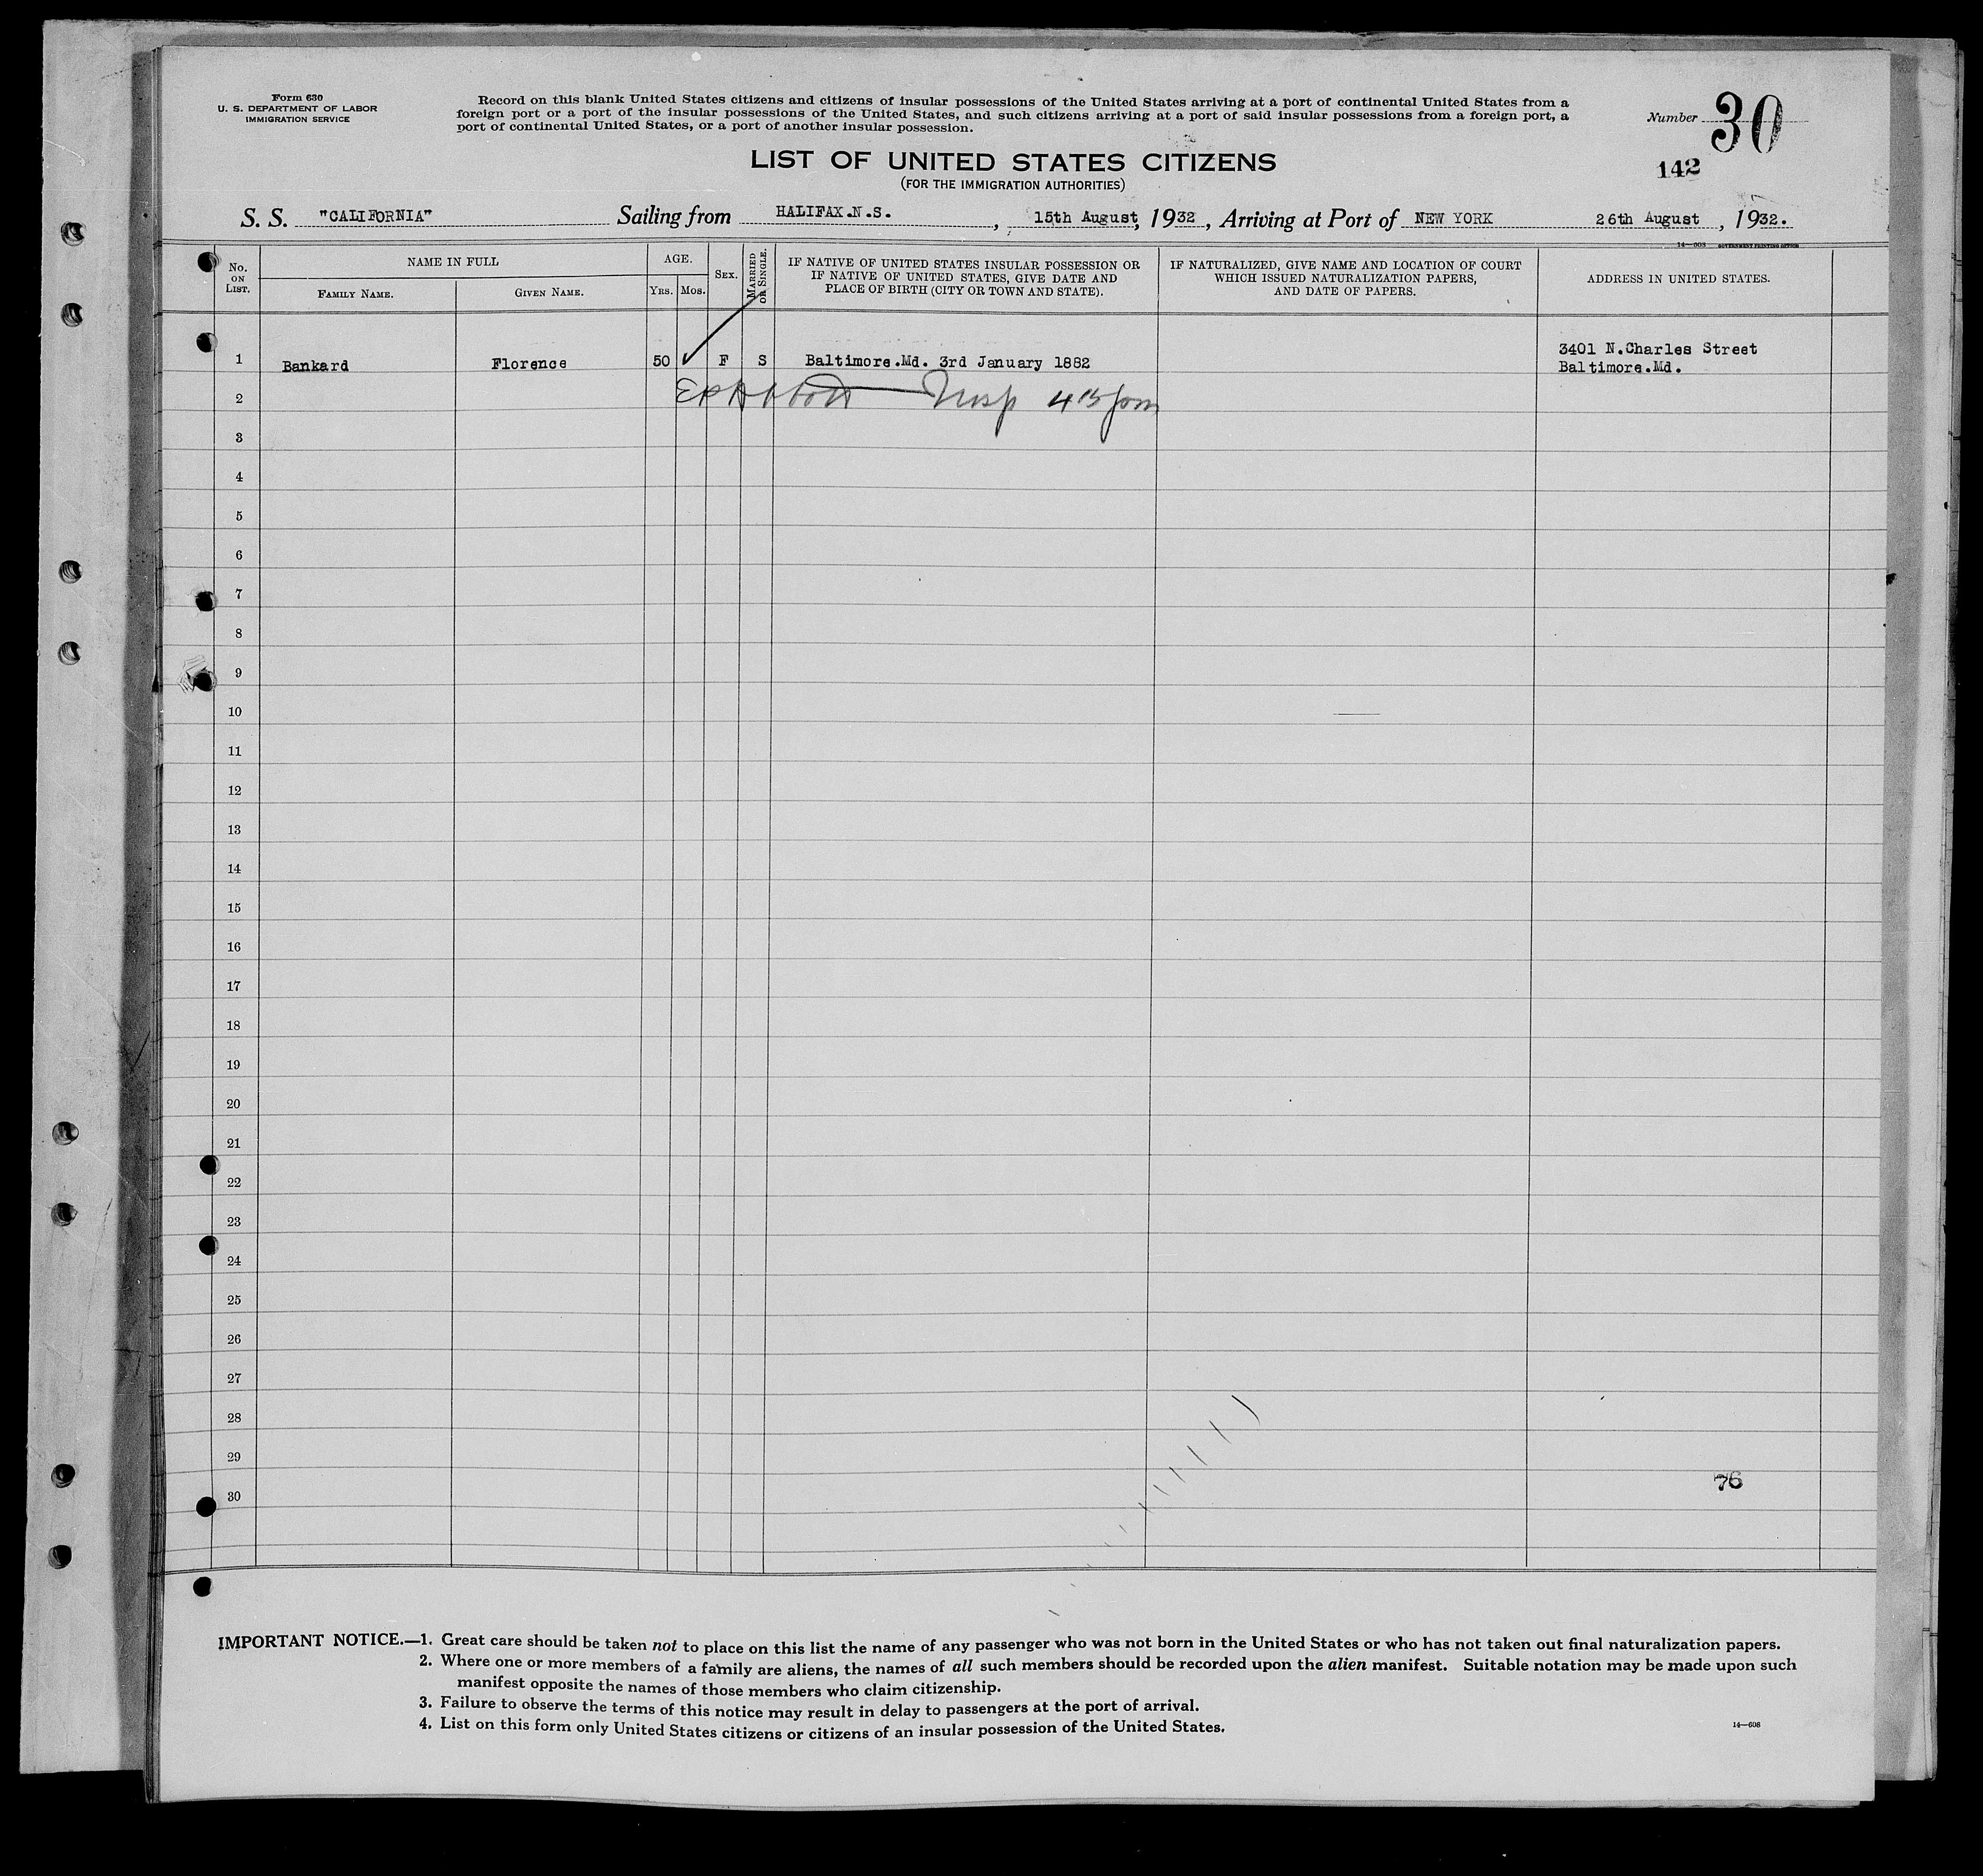 Form 630
U. S. DEPARTMENT OF LABOR
IMMIGRATION SERVICE
Record on this blank United States citizens and citizens of insular possessions of the United States arriving at a port of continental United States from a
foreign port or a port of the insular possessions of the United States, and such citizens arriving at a port of said insular possessions from a foreign port, a
port of continental United States, or a port of another insular possession.
Number 30
142
LIST OF UNITED STATES CITIZENS
(FOR THE IMMIGRATION AUTHORITIES)
S. S. "CALIFORNIA" Sailing from HALIFAX.N.S. , 15th August, 1932 , Arriving at Port of NEW YORK 26th August , 1932.
14—608 GOVERNMENT PRINTING OFFICE
No. ON LIST.
NAME IN FULL
FAMILY NAME.
GIVEN NAME.
AGE.
YRS.
MOS.
SEX.
MARRIED OR SINGLE.
IF NATIVE OF UNITED STATES INSULAR POSSESSION OR
IF NATIVE OF UNITED STATES, GIVE DATE AND
PLACE OF BIRTH (CITY OR TOWN AND STATE).
IF NATURALIZED, GIVE NAME AND LOCATION OF COURT
WHICH ISSUED NATURALIZATION PAPERS,
AND DATE OF PAPERS.
ADDRESS IN UNITED STATES.
1 Bankard Florence 50 F S Baltimore.Md. 3rd January 1882 3401 N.Charles Street
Baltimore.Md.
2 Abbott Insp
3
4
5
6
7
8
9
10
11
12
13
14
15
16
17
18
19
20
21
22
23
24
25
26
27
28
29
76
30
IMPORTANT NOTICE.—1. Great care should be taken not to place on this list the name of any passenger who was not born in the United States or who has not taken out final naturalization papers.
2. Where one or more members of a family are aliens, the names of all such members should be recorded upon the alien manifest. Suitable notation may be made upon such
manifest opposite the names of those members who claim citizenship.
3. Failure to observe the terms of this notice may result in delay to passengers at the port of arrival.
4. List on this form only United States citizens or citizens of an insular possession of the United States.
14—608